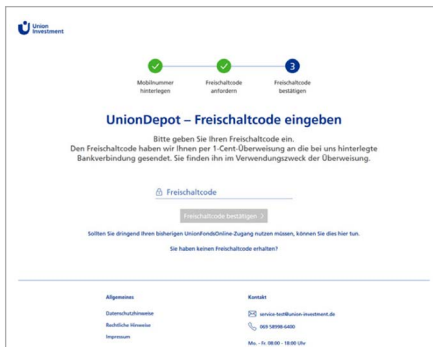 Union
Investment
3
Mobilnummer
hinterlegen
Freischaltcode
anfordern
Freischaltcode
bestätigen
UnionDepot – Freischaltcode eingeben
Bitte geben Sie Ihren Freischaltcode ein.
Den Freischaltcode haben wir Ihnen per 1-Cent-Überweisung an die bei uns hinterlegte
Bankverbindung gesendet. Sie finden ihn im Verwendungszweck der Überweisung.
Freischaltcode
Freischaltcode bestätigen >
Sollten Sie dringend Ihren bisherigen UnionFondsOnline-Zugang nutzen müssen, können Sie dies hier tun.
Sie haben keinen Freischaltcode erhalten?
Allgemeines
Datenschutzhinweise
Rechtliche Hinweise
Impressum
Kontakt
service-test@union-investment.de
069 58998-6400
Mo. - Fr. 08:00 - 18:00 Uhr